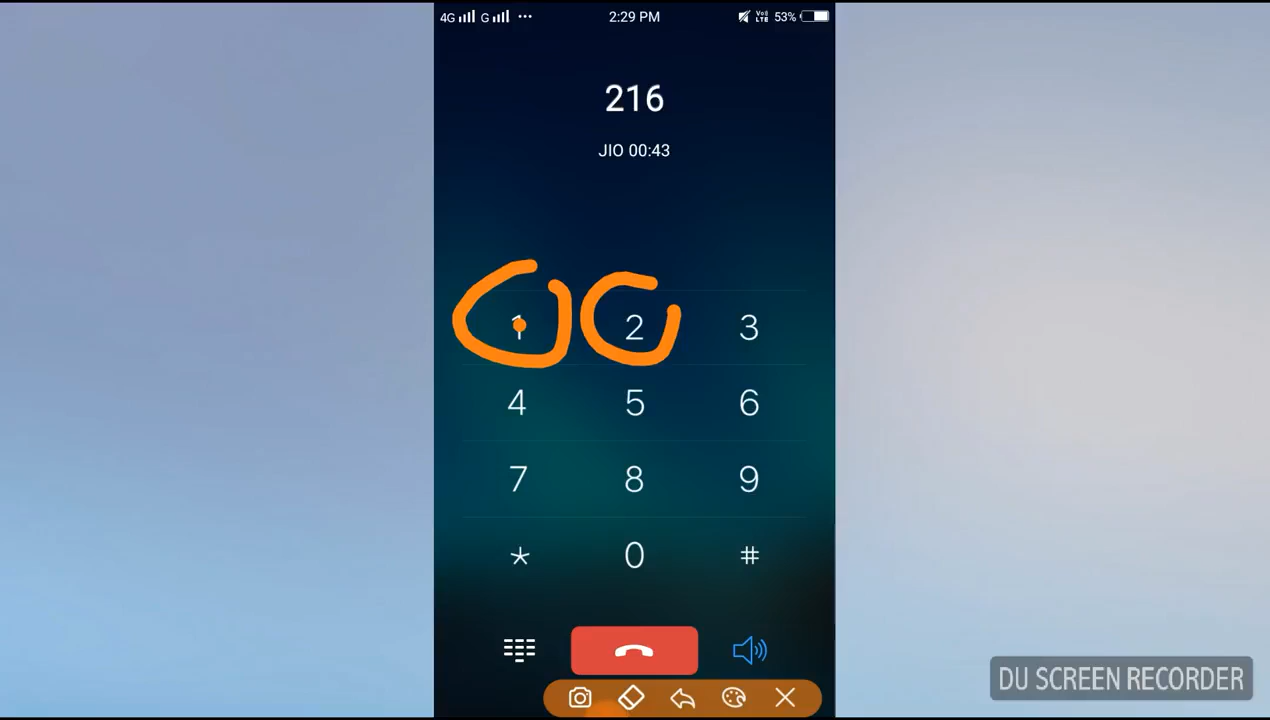 4G G ··· 2:29 PM VoLTE 53%
216
JIO 00:43
1 2 3
4 5 6
7 8 9
* 0 #
DU SCREEN RECORDER